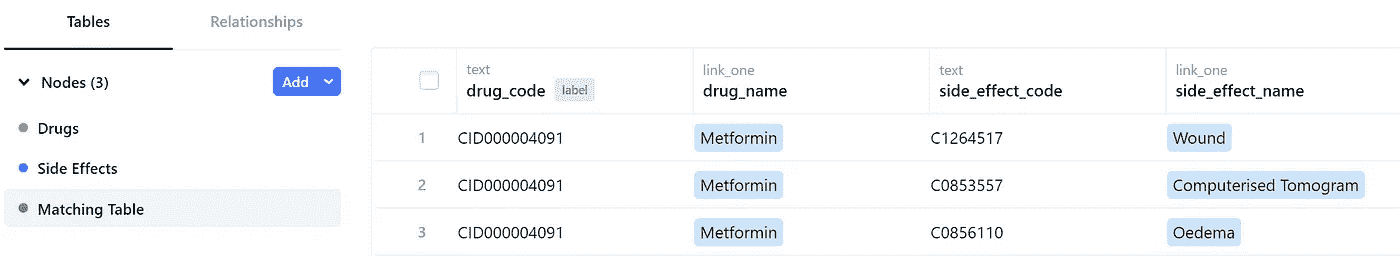 Tables Relationships
Nodes (3) Add
Drugs
Side Effects
Matching Table
text link_one text link_one
drug_code label drug_name side_effect_code side_effect_name
1 CID000004091 Metformin C1264517 Wound
2 CID000004091 Metformin C0853557 Computerised Tomogram
3 CID000004091 Metformin C0856110 Oedema